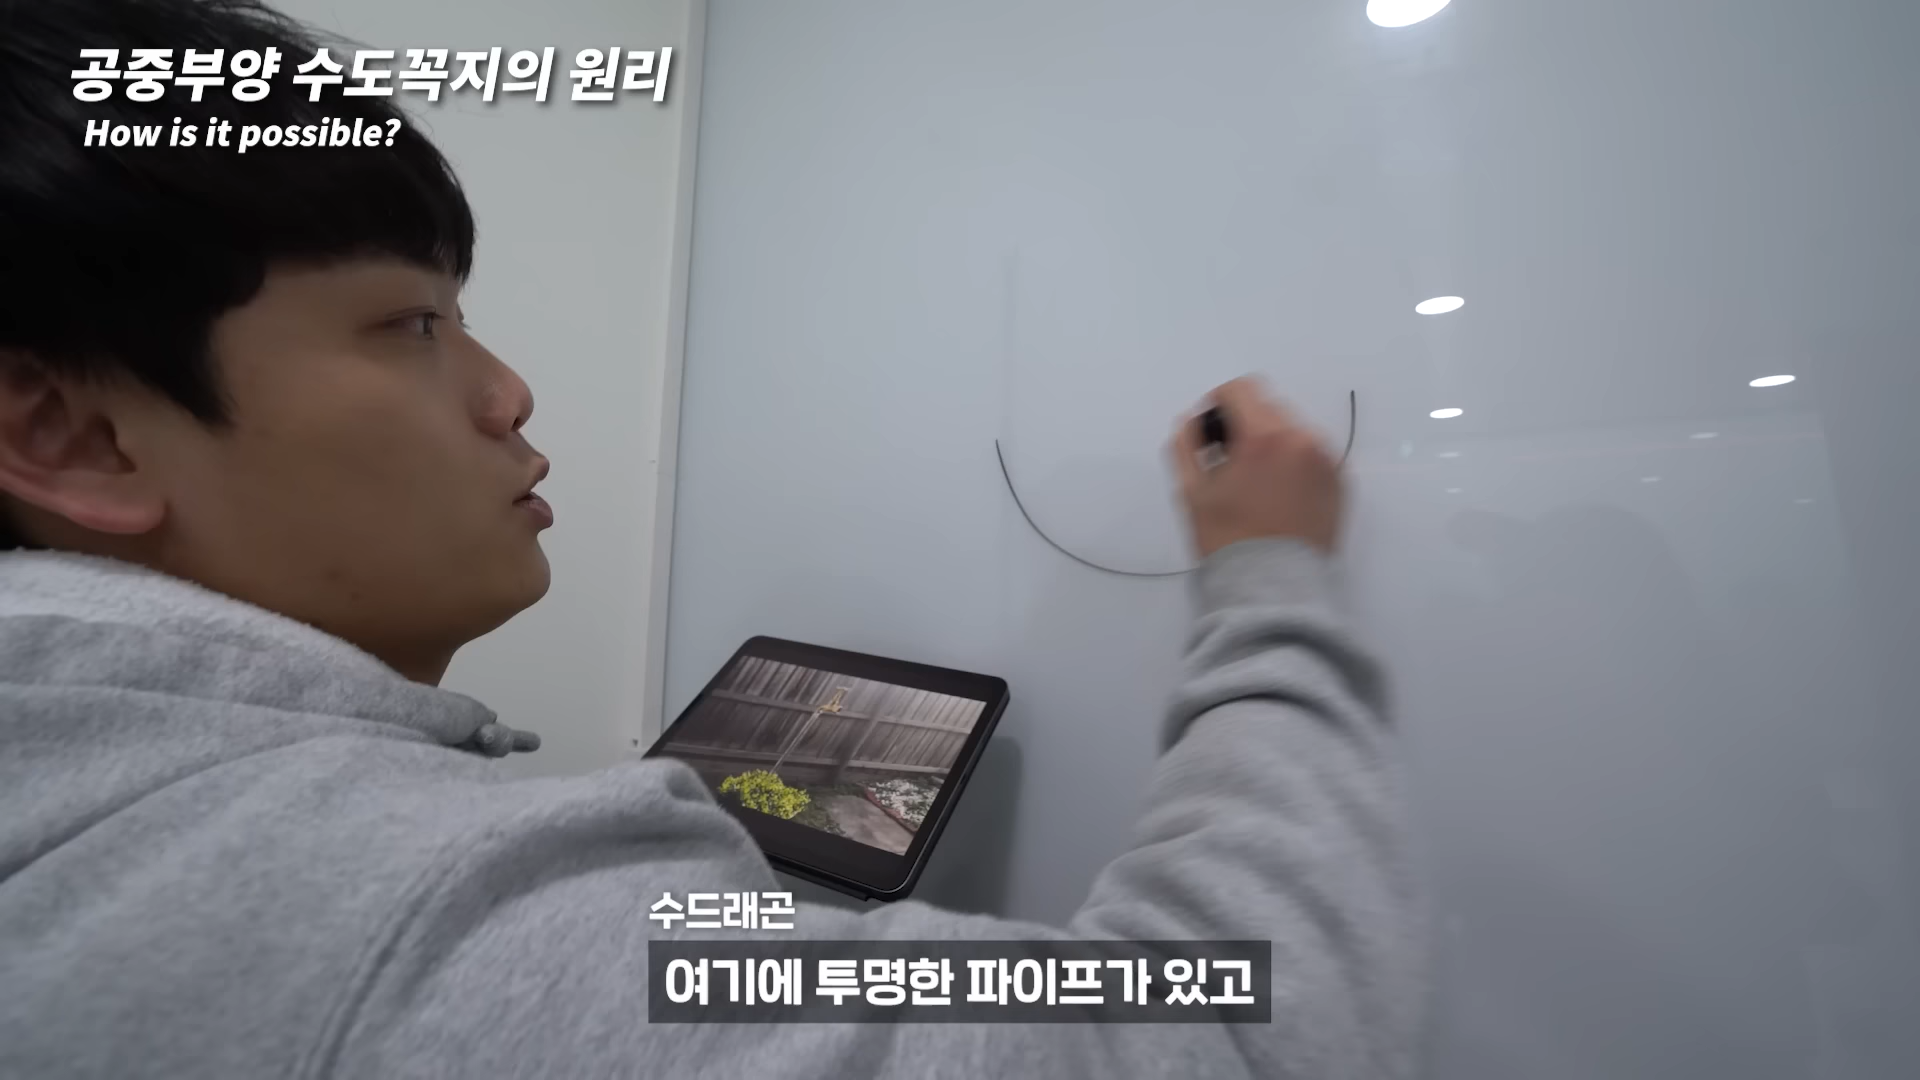 공중부양 수도꼭지의 원리
How is it possible?
수드래곤
여기에 투명한 파이프가 있고